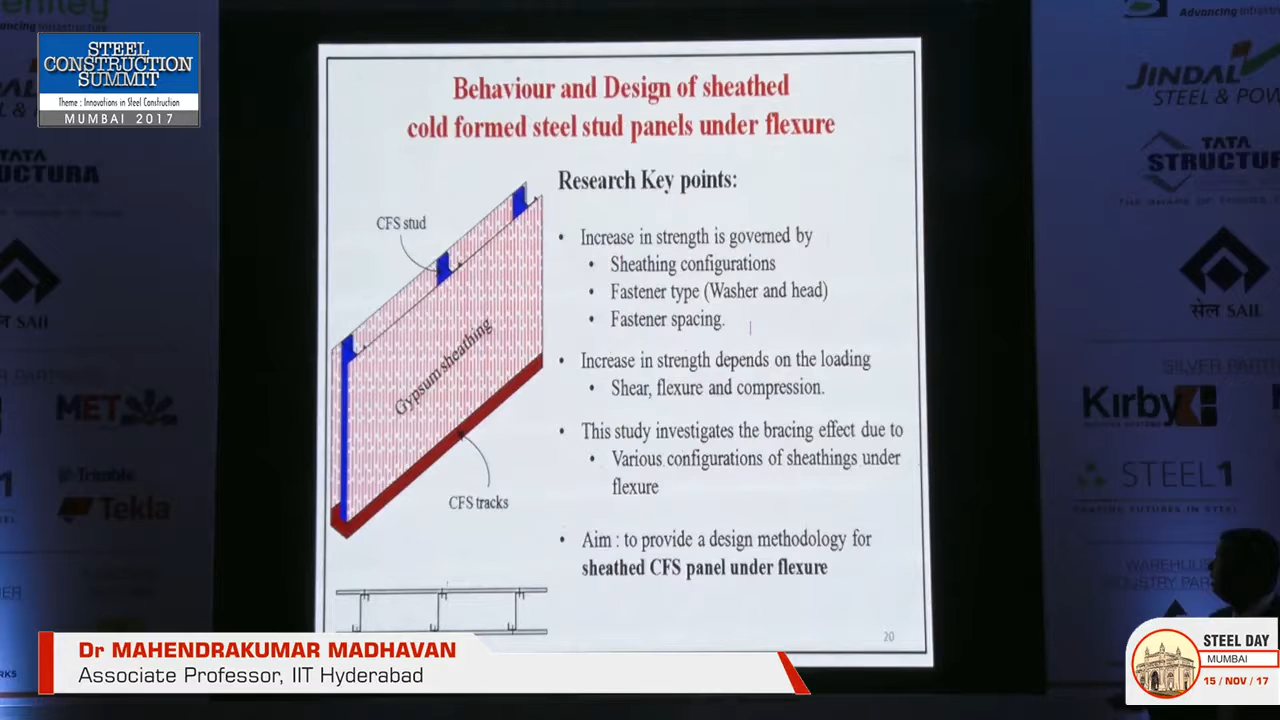 Advancing Infrastructure
STEEL
CONSTRUCTION
SUMMIT
Theme : Innovations in Steel Construction
MUMBAI 2017
Behaviour and Design of sheathed
cold formed steel stud panels under flexure
CFS stud
Gypsum sheathing
CFS tracks
Research Key points:
• Increase in strength is governed by
• Sheathing configurations
• Fastener type (Washer and head)
• Fastener spacing.
• Increase in strength depends on the loading
• Shear, flexure and compression.
• This study investigates the bracing effect due to
• Various configurations of sheathings under
flexure
• Aim : to provide a design methodology for
sheathed CFS panel under flexure
20
TATA
STRUCTURA
सेल SAIL
MET
Trimble
Tekla
Advancing
JINDAL
STEEL &
TATA
सेल SAIL
SILVER
Kirby
STEEL 1
Dr MAHENDRAKUMAR MADHAVAN
Associate Professor, IIT Hyderabad
STEEL DAY
MUMBAI
15 / NOV / 17